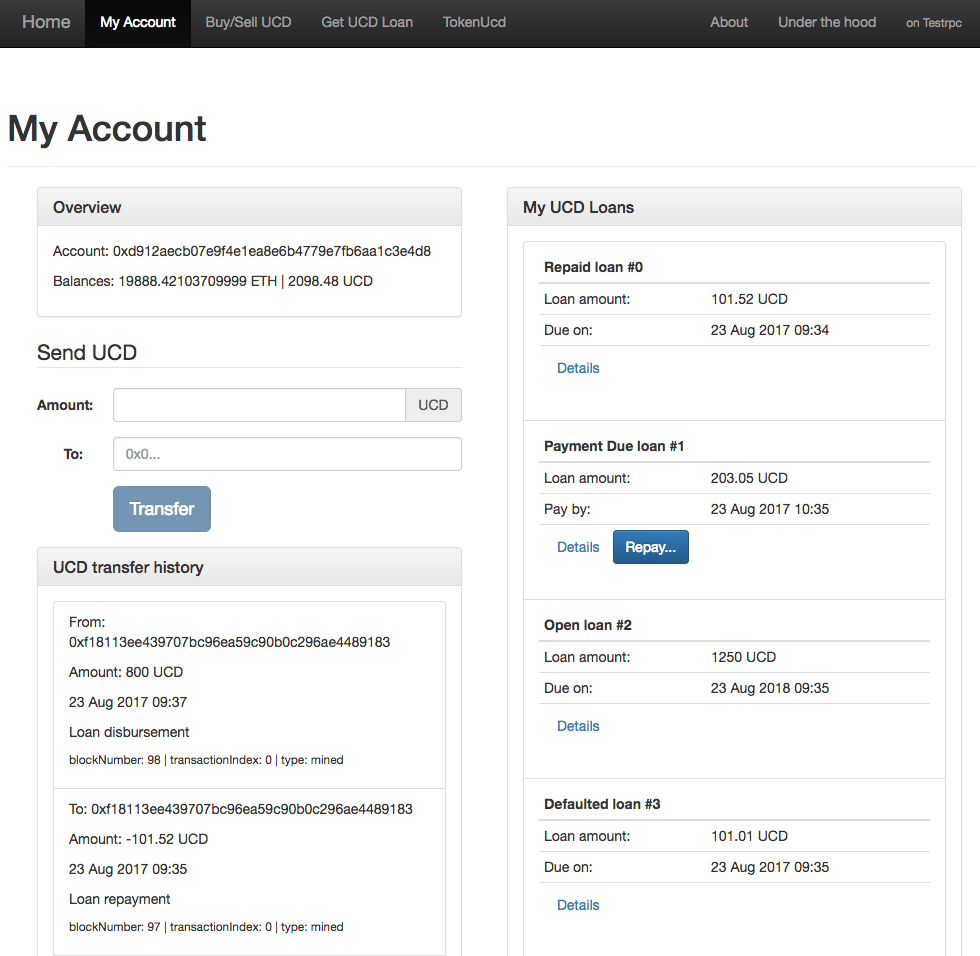 Home My Account Buy/Sell UCD Get UCD Loan TokenUcd About Under the hood on Testrpc
My Account
Overview
Account: 0xd912aecb07e9f4e1ea8e6b4779e7fb6aa1c3e4d8
Balances: 19888.42103709999 ETH | 2098.48 UCD
Send UCD
Amount: UCD
To: 0x0...
Transfer
UCD transfer history
From:
0xf18113ee439707bc96ea59c90b0c296ae4489183
Amount: 800 UCD
23 Aug 2017 09:37
Loan disbursement
blockNumber: 98 | transactionIndex: 0 | type: mined
To: 0xf18113ee439707bc96ea59c90b0c296ae4489183
Amount: -101.52 UCD
23 Aug 2017 09:35
Loan repayment
blockNumber: 97 | transactionIndex: 0 | type: mined
My UCD Loans
Repaid loan #0
Loan amount: 101.52 UCD
Due on: 23 Aug 2017 09:34
Details
Payment Due loan #1
Loan amount: 203.05 UCD
Pay by: 23 Aug 2017 10:35
Details Repay...
Open loan #2
Loan amount: 1250 UCD
Due on: 23 Aug 2018 09:35
Details
Defaulted loan #3
Loan amount: 101.01 UCD
Due on: 23 Aug 2017 09:35
Details